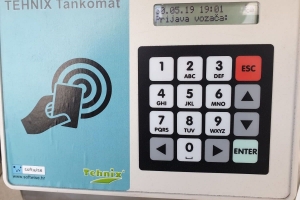 TEHNIX Tankomat
30.05.19 19:01
Prijava vozača:
1
2 ABC
3 DEF
ESC
4 GHI
5 JKL
6 MNO
7 PQRS
8 TUV
9 WXYZ
0
ENTER
Tehnix